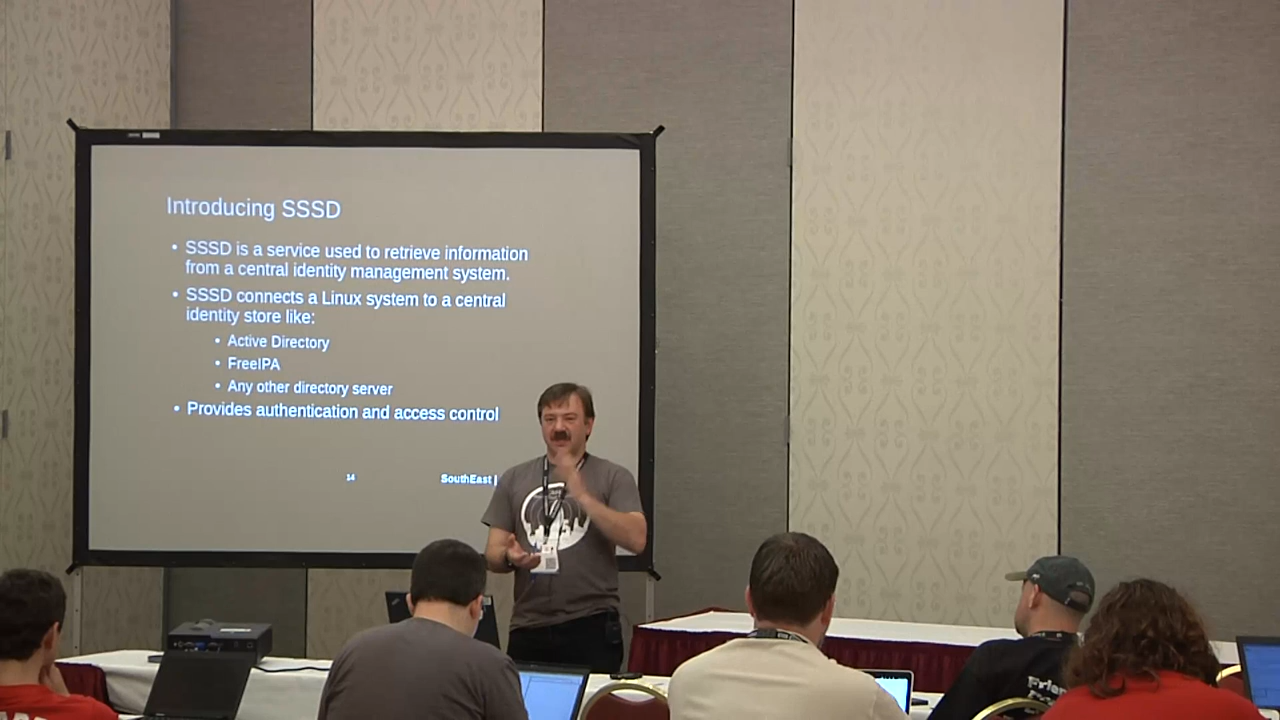 Introducing SSSD
• SSSD is a service used to retrieve information
from a central identity management system.
• SSSD connects a Linux system to a central
identity store like:
• Active Directory
• FreeIPA
• Any other directory server
• Provides authentication and access control
14
SouthEast